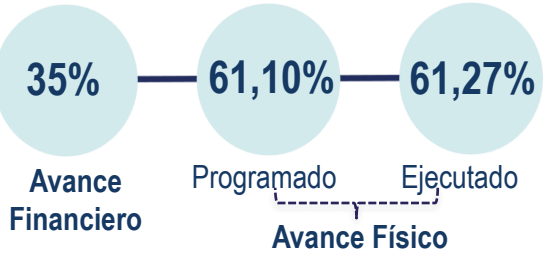 35%
61,10%
61,27%
Avance
Financiero
Programado
Ejecutado
Avance Físico